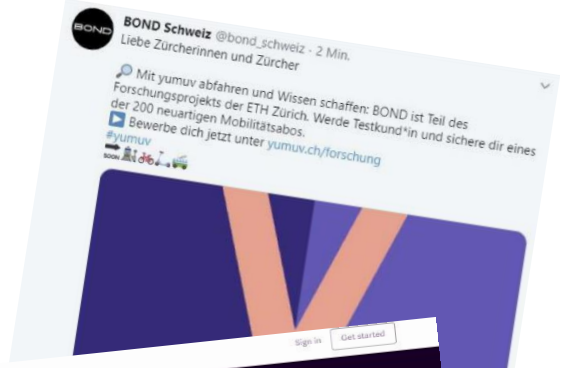 BOND
BOND Schweiz @bond_schweiz · 2 Min.
Liebe Zürcherinnen und Zürcher
🔎 Mit yumuv abfahren und Wissen schaffen: BOND ist Teil des
Forschungsprojekts der ETH Zürich. Werde Testkund*in und sichere dir eines
der 200 neuartigen Mobilitätsabos.
▶ Bewerbe dich jetzt unter yumuv.ch/forschung
#yumuv
SOON
Sign in Get started